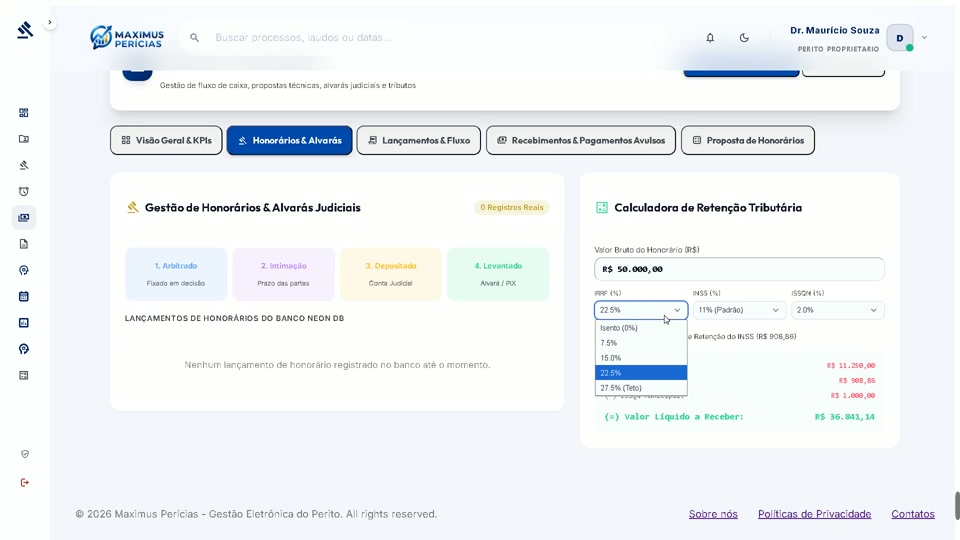 MAXIMUS
PERÍCIAS
Buscar processos, laudos ou datas...
Dr. Maurício Souza
PERITO PROPRIETARIO
D
Gestão de fluxo de caixa, propostas técnicas, alvarás judiciais e tributos
Visão Geral & KPIs
Honorários & Alvarás
Lançamentos & Fluxo
Recebimentos & Pagamentos Avulsos
Proposta de Honorários
Gestão de Honorários & Alvarás Judiciais
0 Registros Reais
1. Arbitrado
Fixado em decisão
2. Intimação
Prazo das partes
3. Depositado
Conta Judicial
4. Levantado
Alvará / PIX
LANÇAMENTOS DE HONORÁRIOS DO BANCO NEON DB
Nenhum lançamento de honorário registrado no banco até o momento.
Calculadora de Retenção Tributária
Valor Bruto do Honorário (R$)
R$ 50.000,00
IRRF (%)
INSS (%)
ISSQN (%)
22.5%
11% (Padrão)
2.0%
Isento (0%)
7.5%
15.0%
22.5%
27.5% (Teto)
e Retenção do INSS (R$ 908,86)
R$ 11.250,00
R$ 908,86
R$ 1.000,00
(=) Valor Líquido a Receber:
R$ 36.841,14
© 2026 Maximus Perícias - Gestão Eletrônica do Perito. All rights reserved.
Sobre nós
Políticas de Privacidade
Contatos